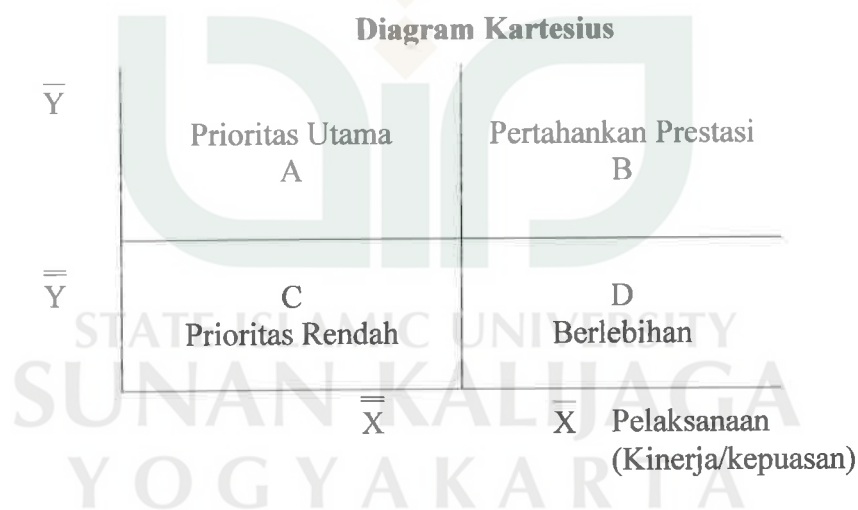 Diagram Kartesius
Y̅
Prioritas Utama
A
Pertahankan Prestasi
B
Y̿
C
Prioritas Rendah
D
Berlebihan
STATE ISLAMIC UNIVERSITY
SUNAN KALIJAGA
YOGYAKARTA
X̿
X̅
Pelaksanaan
(Kinerja/kepuasan)